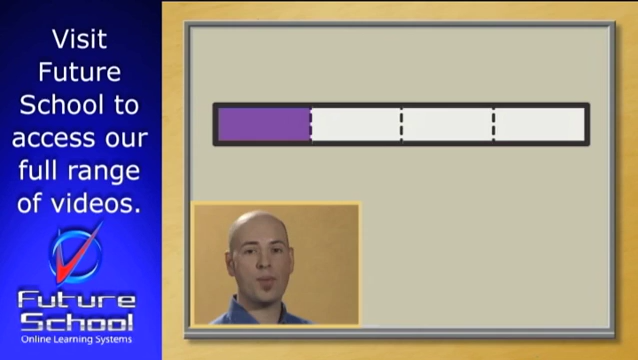 Visit
Future
School to
access our
full range
of videos.
Future
School
Online Learning Systems